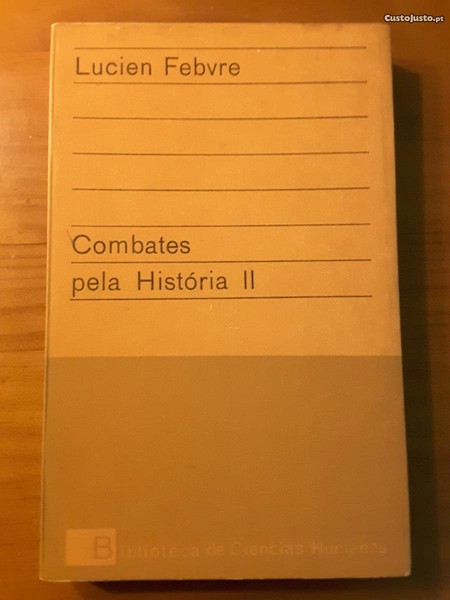 CustoJusto.pt
Lucien Febvre
Combates
pela História II
Biblioteca de Ciências Humanas